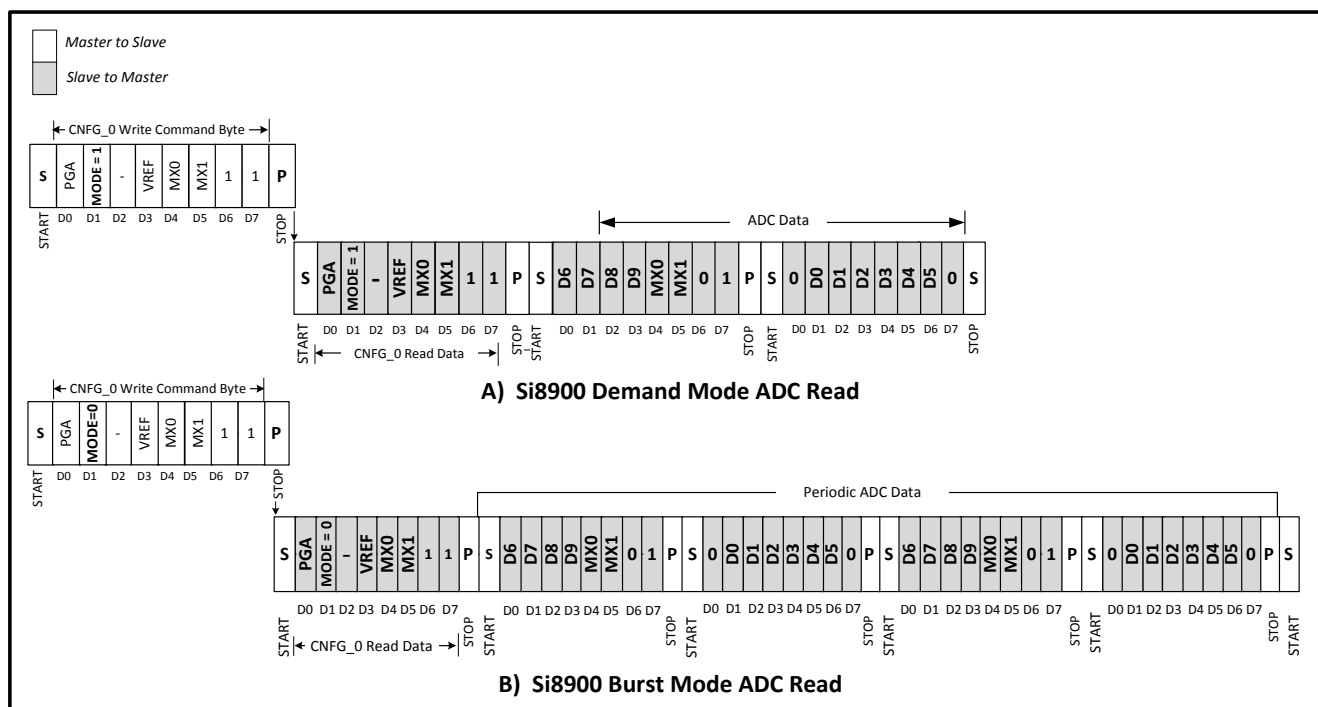 Master to Slave
Slave to Master
CNFG_0 Write Command Byte
S PGA MODE = 1 - VREF MX0 MX1 1 1 P
START D0 D1 D2 D3 D4 D5 D6 D7 STOP
ADC Data
S PGA MODE = 1 - VREF MX0 MX1 1 1 P S D6 D7 D8 D9 MX0 MX1 0 1 P S 0 D0 D1 D2 D3 D4 D5 0 S
START D0 D1 D2 D3 D4 D5 D6 D7 STOP START D0 D1 D2 D3 D4 D5 D6 D7 STOP START D0 D1 D2 D3 D4 D5 D6 D7 STOP
CNFG_0 Read Data
A) Si8900 Demand Mode ADC Read
CNFG_0 Write Command Byte
S PGA MODE=0 - VREF MX0 MX1 1 1 P
START D0 D1 D2 D3 D4 D5 D6 D7 STOP
Periodic ADC Data
S PGA MODE = 0 - VREF MX0 MX1 1 1 P S D6 D7 D8 D9 MX0 MX1 0 1 P S 0 D0 D1 D2 D3 D4 D5 0 P S D6 D7 D8 D9 MX0 MX1 0 1 P S 0 D0 D1 D2 D3 D4 D5 0 P S
START D0 D1 D2 D3 D4 D5 D6 D7 STOP START D0 D1 D2 D3 D4 D5 D6 D7 STOP START D0 D1 D2 D3 D4 D5 D6 D7 STOP START D0 D1 D2 D3 D4 D5 D6 D7 STOP START D0 D1 D2 D3 D4 D5 D6 D7 STOP START
CNFG_0 Read Data
B) Si8900 Burst Mode ADC Read